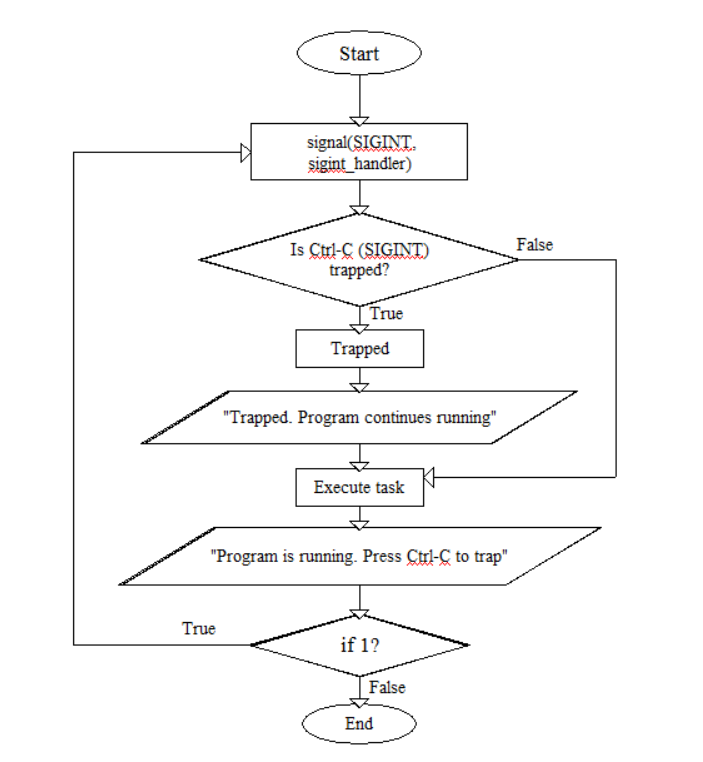 Start
signal(SIGINT,
sigint_handler)
Is Ctrl-C (SIGINT)
trapped?
False
True
Trapped
"Trapped. Program continues running"
Execute task
"Program is running. Press Ctrl-C to trap"
True
if 1?
False
End